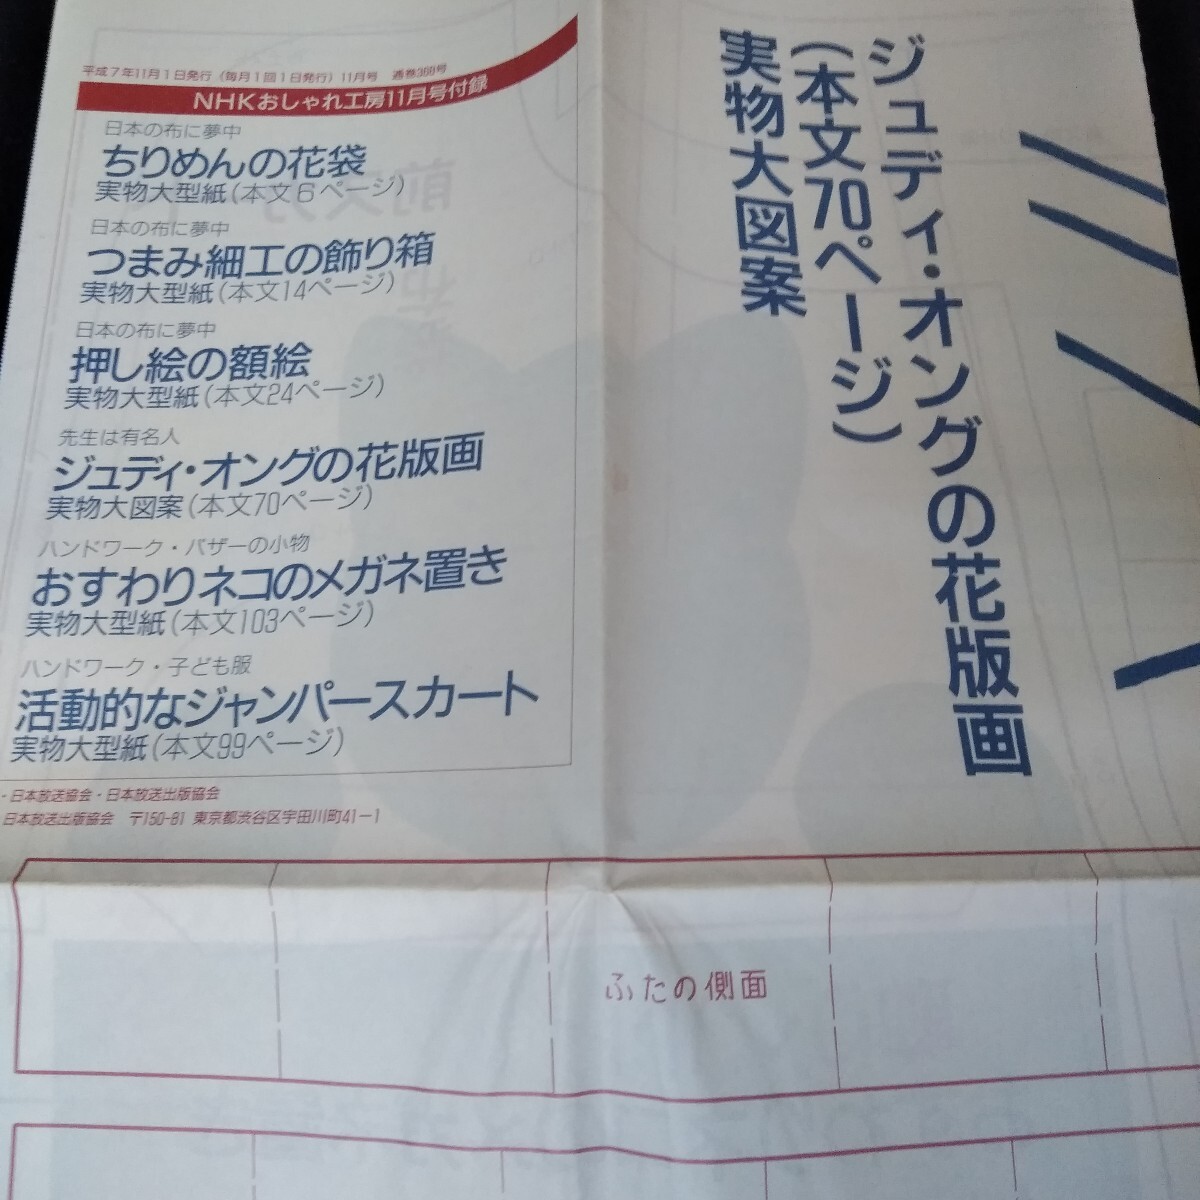 平成7年11月1日発行（毎月1回1日発行）11月号　通巻368号
NHKおしゃれ工房11月号付録
日本の布に夢中
ちりめんの花袋
実物大型紙（本文6ページ）
日本の布に夢中
つまみ細工の飾り箱
実物大型紙（本文14ページ）
日本の布に夢中
押し絵の額絵
実物大型紙（本文24ページ）
先生は有名人
ジュディ・オングの花版画
実物大図案（本文70ページ）
ハンドワーク・バザーの小物
おすわりネコのメガネ置き
実物大型紙（本文103ページ）
ハンドワーク・子ども服
活動的なジャンパースカート
実物大型紙（本文99ページ）
・日本放送協会・日本放送出版協会
日本放送出版協会　〒150-81 東京都渋谷区宇田川町41－1
ジュディ・オングの花版画
（本文70ページ）
実物大図案
ふたの側面